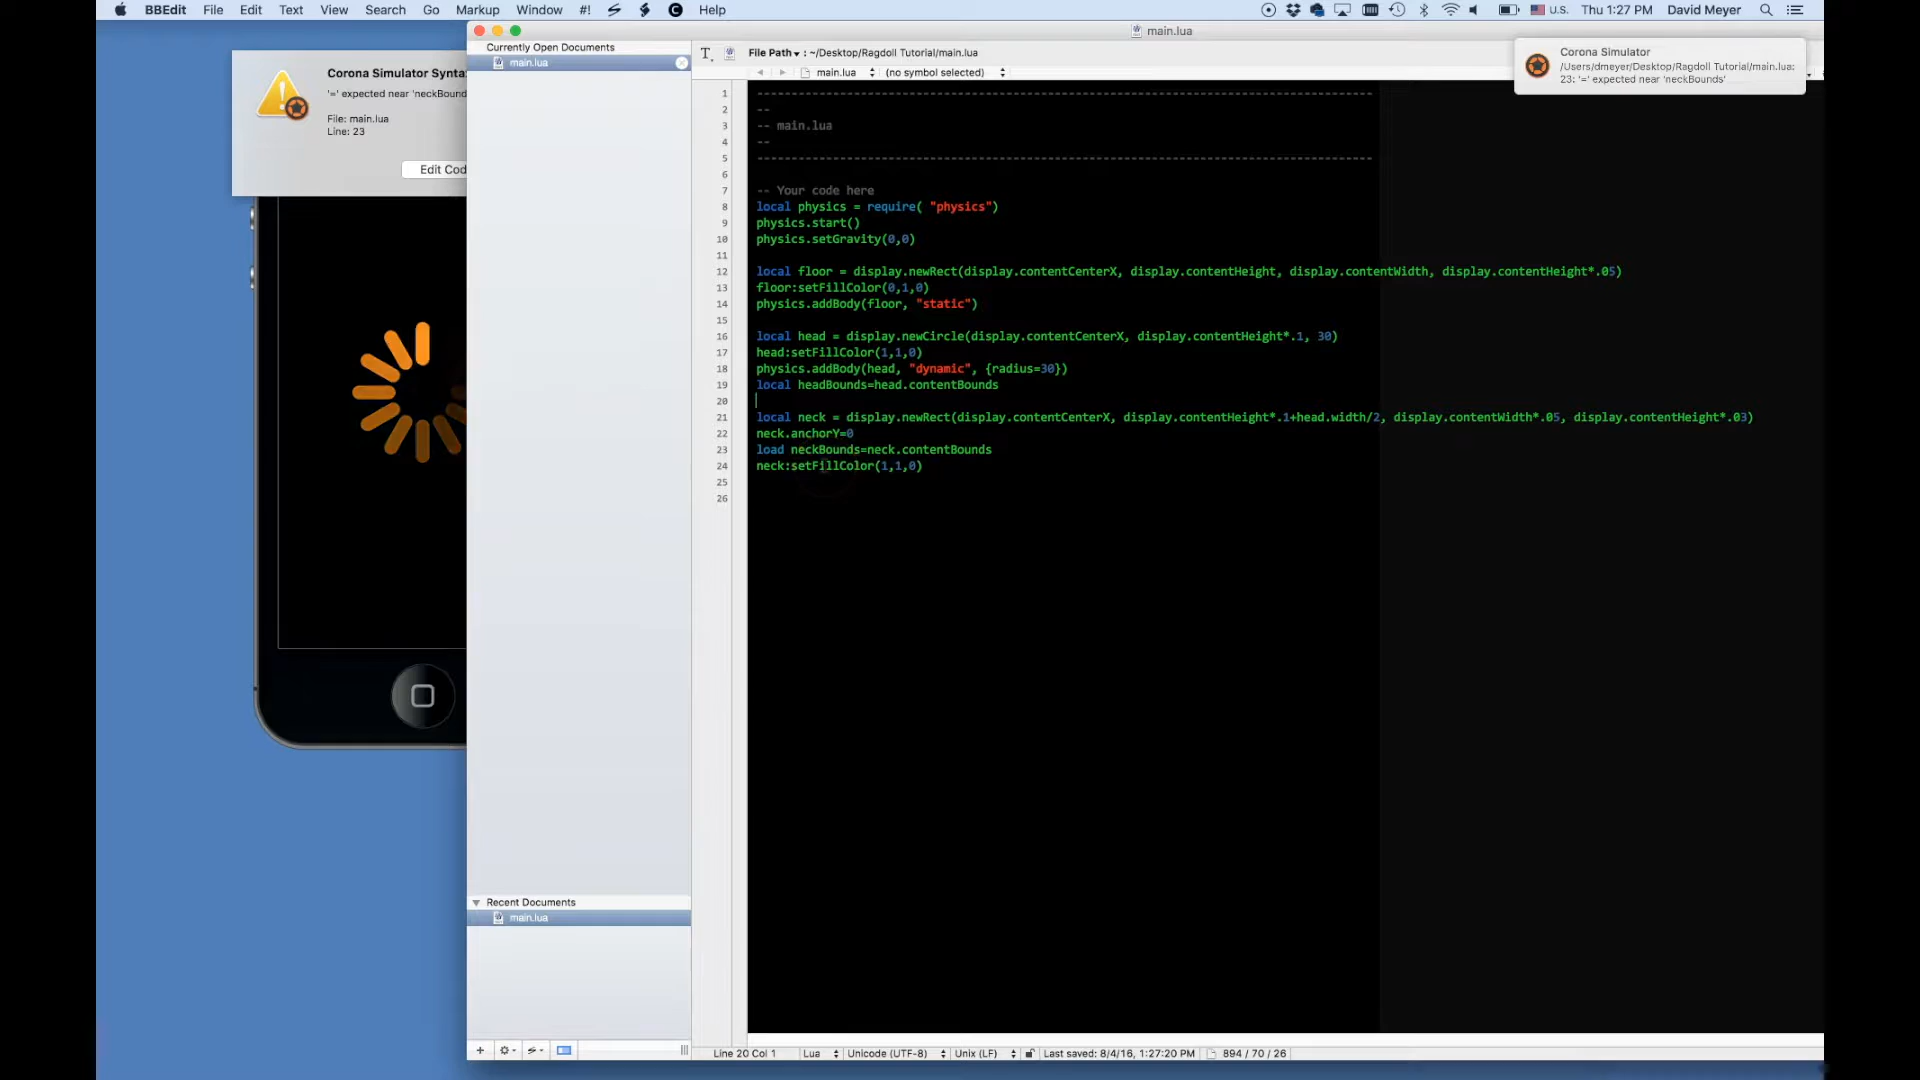 BBEdit File Edit Text View Search Go Markup Window #! Help U.S. Thu 1:27 PM David Meyer
main.lua
Currently Open Documents
main.lua
File Path : ~/Desktop/Ragdoll Tutorial/main.lua
main.lua (no symbol selected)
Corona Simulator
/Users/dmeyer/Desktop/Ragdoll Tutorial/main.lua:
23: '=' expected near 'neckBounds'
Corona Simulator Synta
'=' expected near 'neckBound
File: main.lua
Line: 23
Edit Cod
1 ------------------------------------------------------------------------------------------
2 --
3 -- main.lua
4 --
5 ------------------------------------------------------------------------------------------
6
7 -- Your code here
8 local physics = require( "physics")
9 physics.start()
10 physics.setGravity(0,0)
11
12 local floor = display.newRect(display.contentCenterX, display.contentHeight, display.contentWidth, display.contentHeight*.05)
13 floor:setFillColor(0,1,0)
14 physics.addBody(floor, "static")
15
16 local head = display.newCircle(display.contentCenterX, display.contentHeight*.1, 30)
17 head:setFillColor(1,1,0)
18 physics.addBody(head, "dynamic", {radius=30})
19 local headBounds=head.contentBounds
20
21 local neck = display.newRect(display.contentCenterX, display.contentHeight*.1+head.width/2, display.contentWidth*.05, display.contentHeight*.03)
22 neck.anchorY=0
23 load neckBounds=neck.contentBounds
24 neck:setFillColor(1,1,0)
25
26
Recent Documents
main.lua
Line 20 Col 1 Lua Unicode (UTF-8) Unix (LF) Last saved: 8/4/16, 1:27:20 PM 894 / 70 / 26